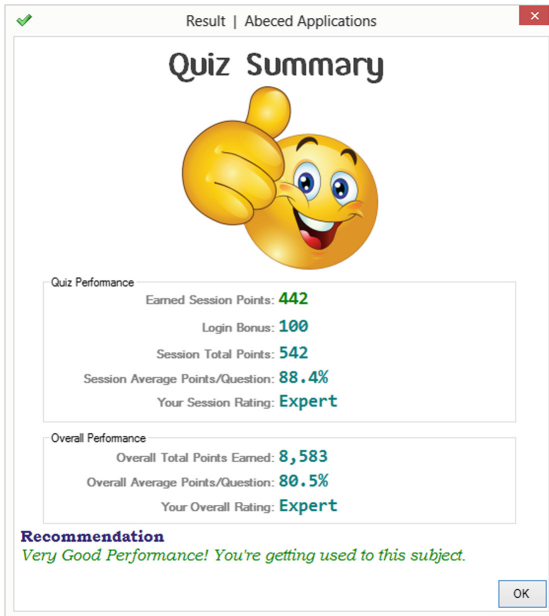 Result | Abeced Applications
Quiz Summary
Quiz Performance
Earned Session Points: 442
Login Bonus: 100
Session Total Points: 542
Session Average Points/Question: 88.4%
Your Session Rating: Expert
Overall Performance
Overall Total Points Earned: 8,583
Overall Average Points/Question: 80.5%
Your Overall Rating: Expert
Recommendation
Very Good Performance! You're getting used to this subject.
OK